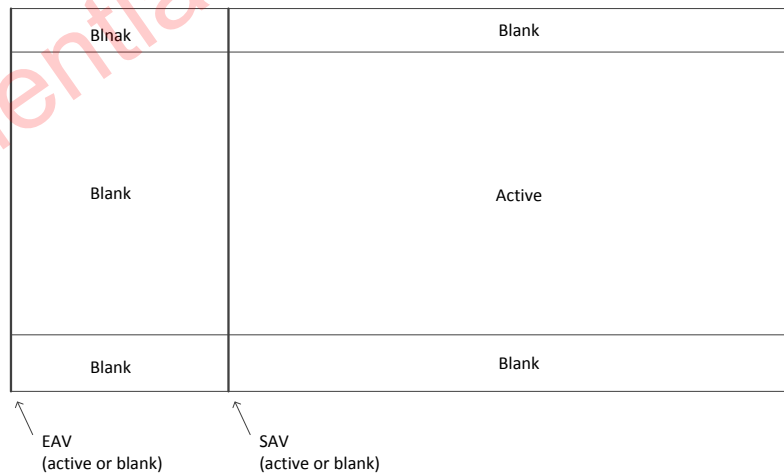 Blnak
Blank
Blank
Active
Blank
Blank
EAV
(active or blank)
SAV
(active or blank)